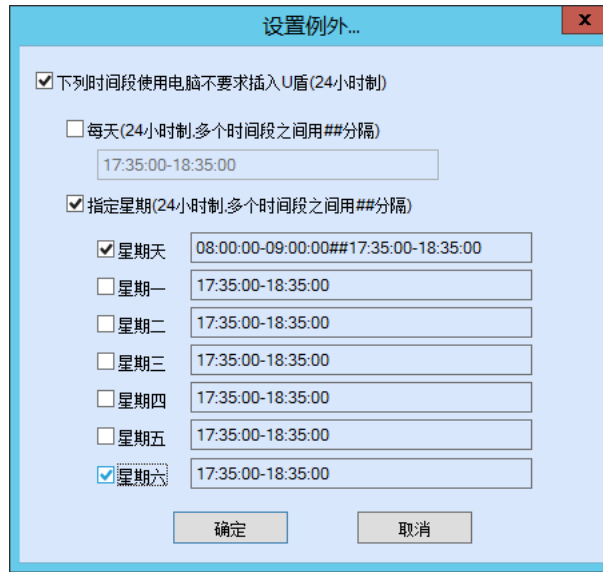 设置例外...
x
下列时间段使用电脑不要求插入U盾(24小时制)
每天(24小时制,多个时间段之间用##分隔)
17:35:00-18:35:00
指定星期(24小时制,多个时间段之间用##分隔)
星期天 08:00:00-09:00:00##17:35:00-18:35:00
星期一 17:35:00-18:35:00
星期二 17:35:00-18:35:00
星期三 17:35:00-18:35:00
星期四 17:35:00-18:35:00
星期五 17:35:00-18:35:00
星期六 17:35:00-18:35:00
确定 取消